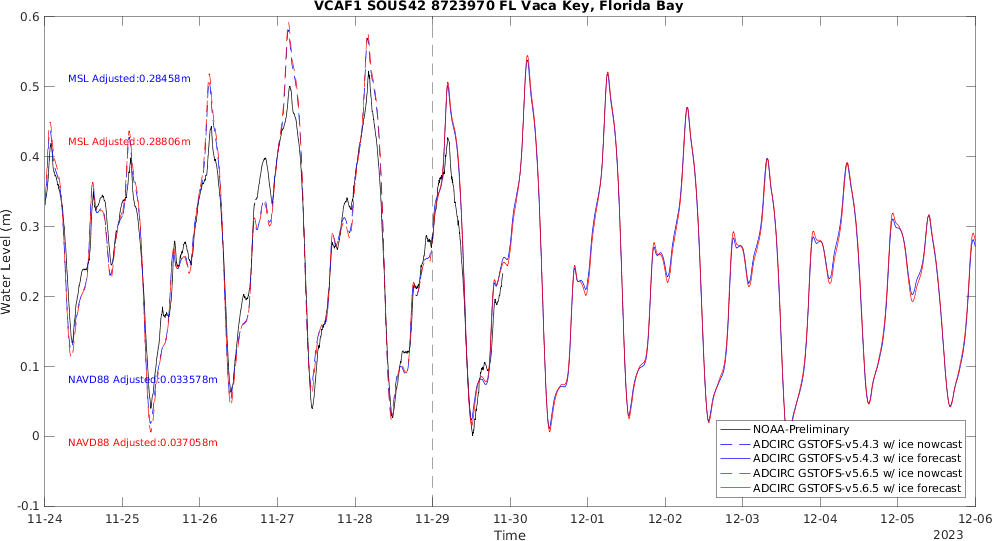 VCAF1 SOUS42 8723970 FL Vaca Key, Florida Bay
Water Level (m)
0.6
0.5
0.4
0.3
0.2
0.1
0
-0.1
MSL Adjusted:0.28458m
MSL Adjusted:0.28806m
NAVD88 Adjusted:0.033578m
NAVD88 Adjusted:0.037058m
NOAA-Preliminary
ADCIRC GSTOFS-v5.4.3 w/ ice nowcast
ADCIRC GSTOFS-v5.4.3 w/ ice forecast
ADCIRC GSTOFS-v5.6.5 w/ ice nowcast
ADCIRC GSTOFS-v5.6.5 w/ ice forecast
11-24 11-25 11-26 11-27 11-28 11-29 11-30 12-01 12-02 12-03 12-04 12-05 12-06
Time
2023